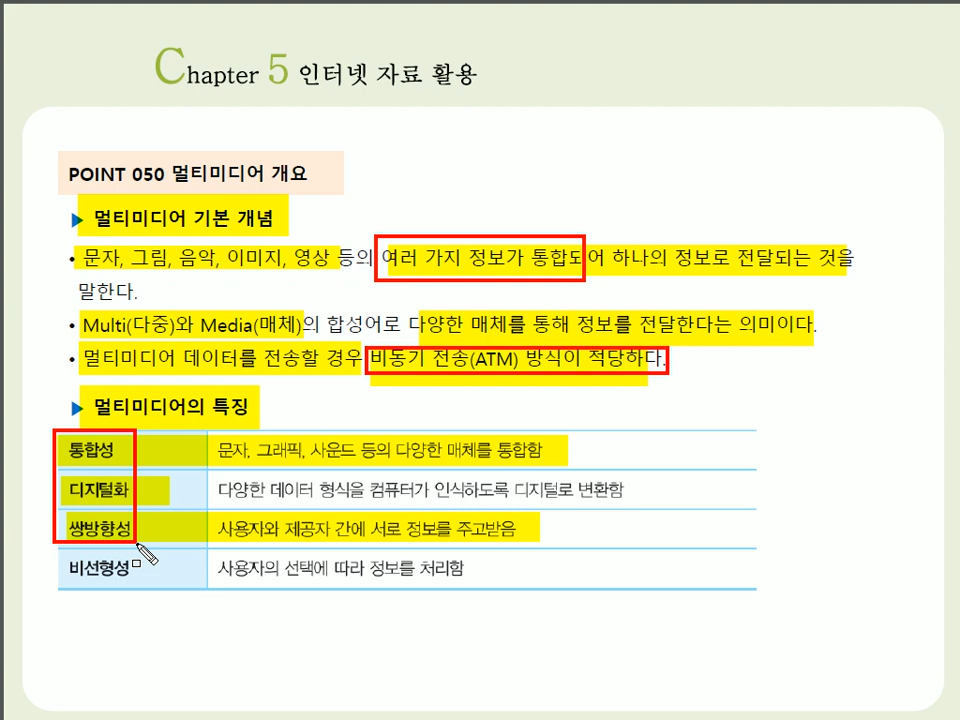 Chapter 5 인터넷 자료 활용
POINT 050 멀티미디어 개요
▶ 멀티미디어 기본 개념
• 문자, 그림, 음악, 이미지, 영상 등의 여러 가지 정보가 통합되어 하나의 정보로 전달되는 것을
말한다.
• Multi(다중)와 Media(매체)의 합성어로 다양한 매체를 통해 정보를 전달한다는 의미이다.
• 멀티미디어 데이터를 전송할 경우 비동기 전송(ATM) 방식이 적당하다.
▶ 멀티미디어의 특징
통합성 문자, 그래픽, 사운드 등의 다양한 매체를 통합함
디지털화 다양한 데이터 형식을 컴퓨터가 인식하도록 디지털로 변환함
쌍방향성 사용자와 제공자 간에 서로 정보를 주고받음
비선형성 사용자의 선택에 따라 정보를 처리함